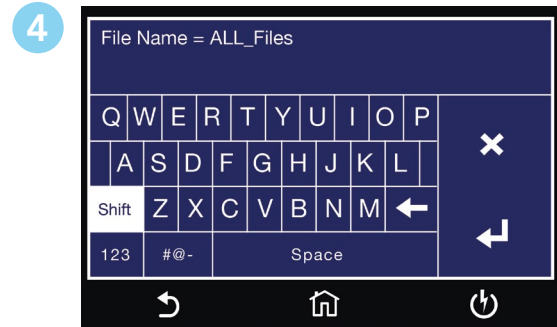 4
File Name = ALL_Files
Q W E R T Y U I O P
A S D F G H J K L
Shift Z X C V B N M
123 #@- Space